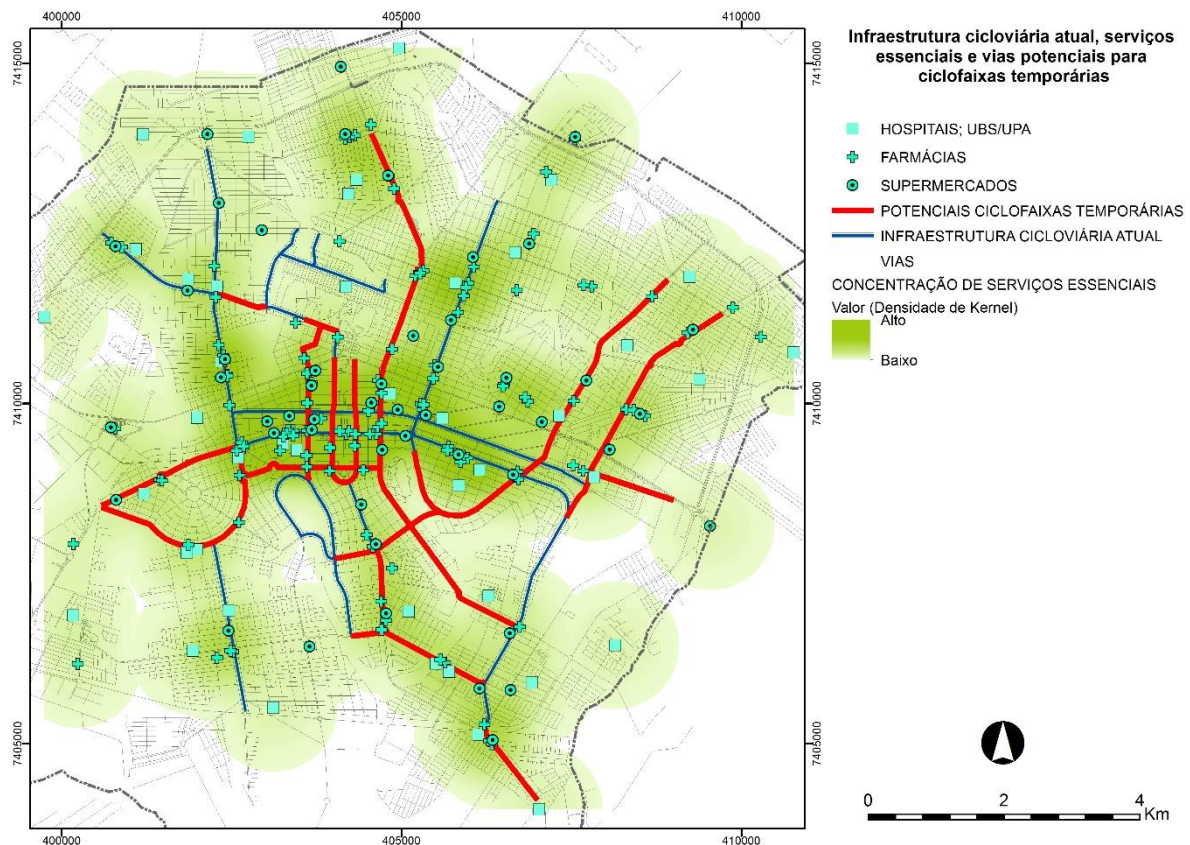 400000 405000 410000
7415000 7415000
7410000 7410000
7405000 7405000
400000 405000 410000
Infraestrutura cicloviária atual, serviços
essenciais e vias potenciais para
ciclofaixas temporárias
HOSPITAIS; UBS/UPA
FARMÁCIAS
SUPERMERCADOS
POTENCIAIS CICLOFAIXAS TEMPORÁRIAS
INFRAESTRUTURA CICLOVIÁRIA ATUAL
VIAS
CONCENTRAÇÃO DE SERVIÇOS ESSENCIAIS
Valor (Densidade de Kernel)
Alto
Baixo
0 2 4
Km